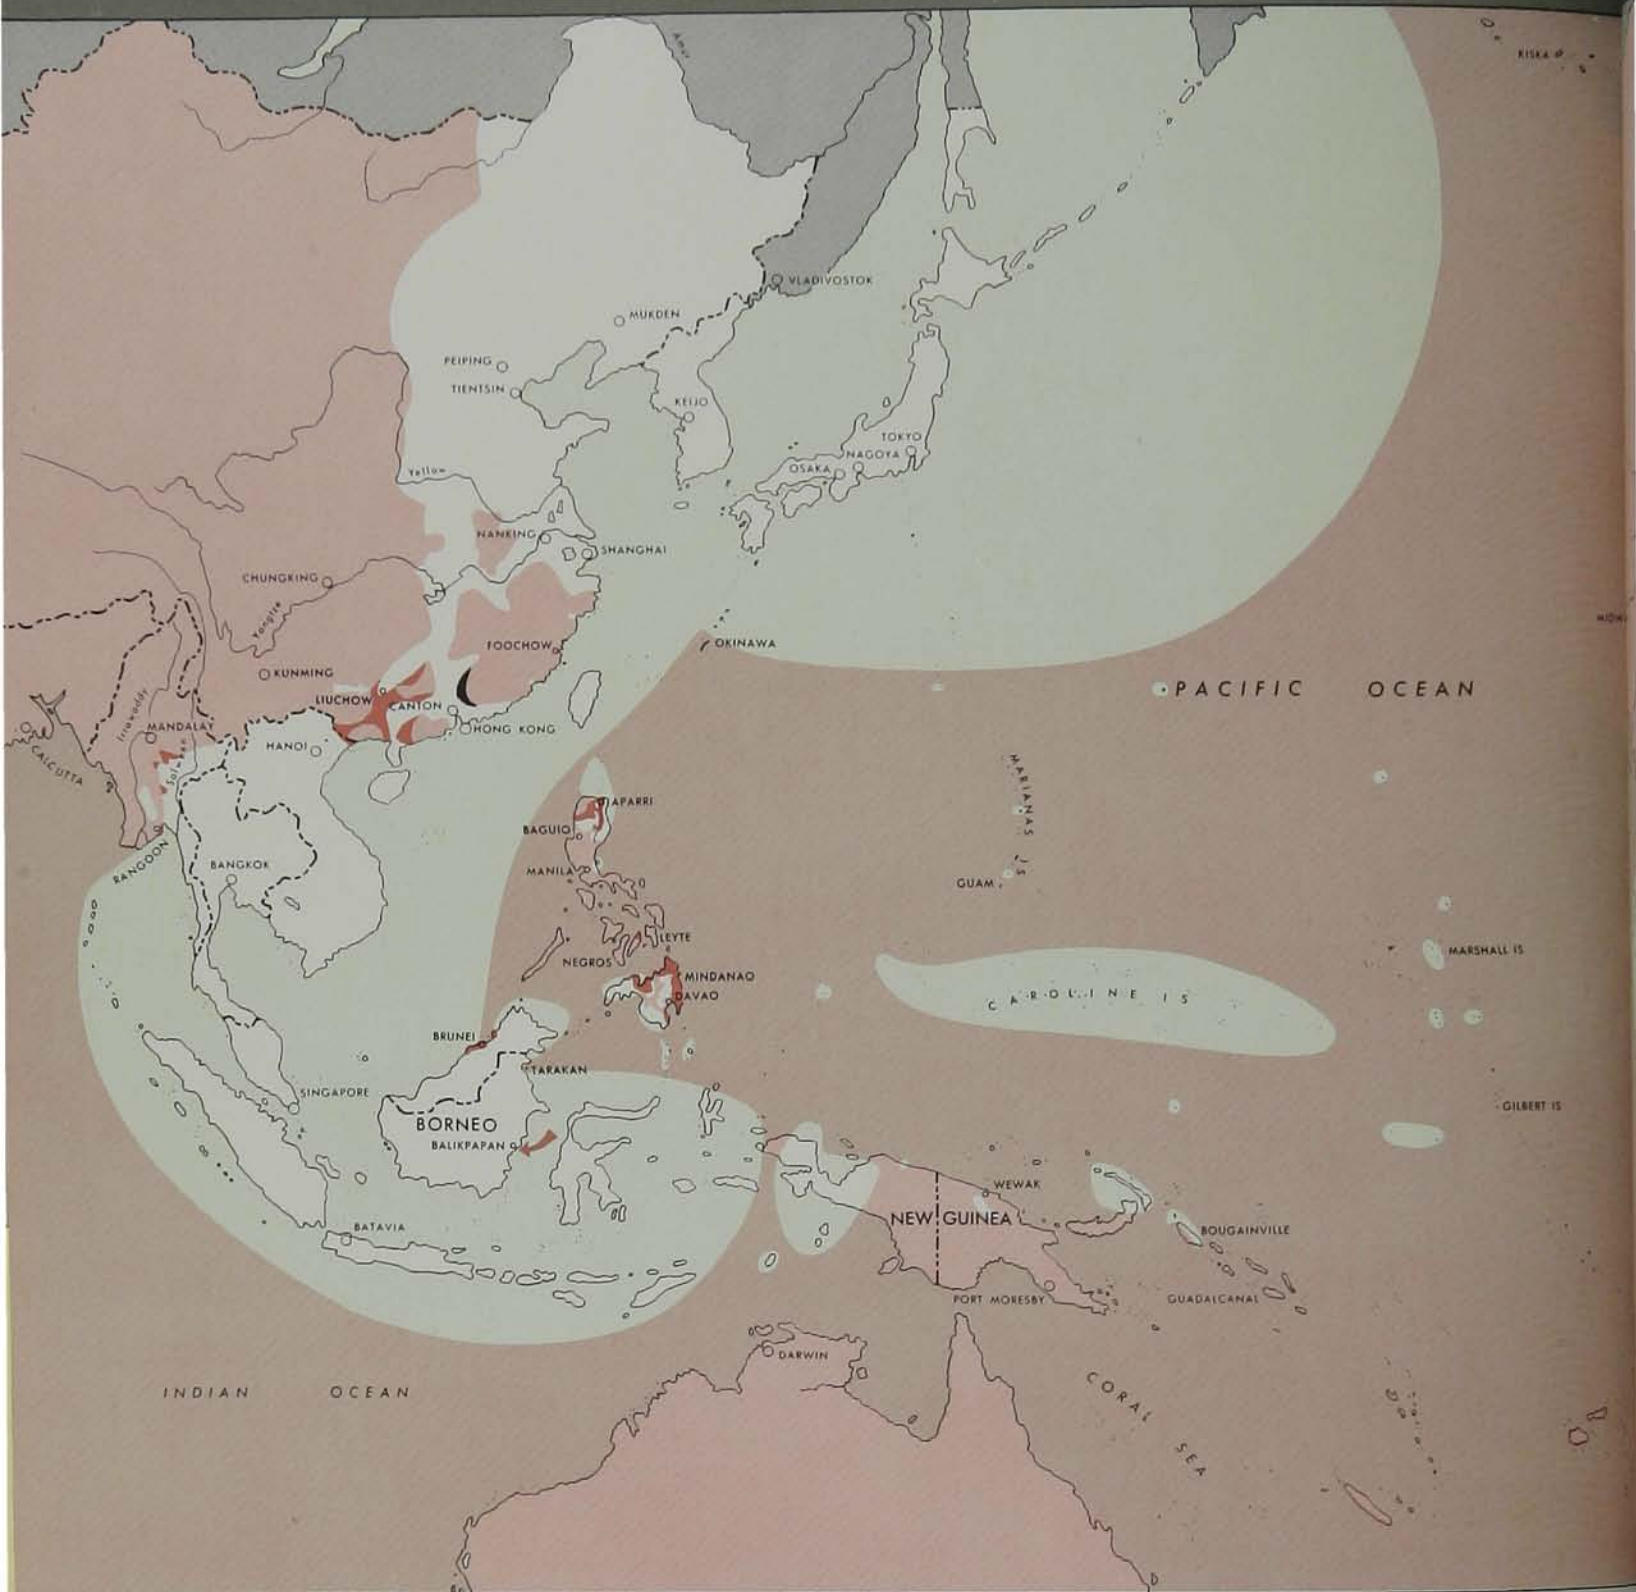 Amur
KISKA
VLADIVOSTOK
MUKDEN
PEIPING
TIENTSIN
KEIJO
TOKYO
NAGOYA
OSAKA
Yellow
NANKING
SHANGHAI
CHUNGKING
Yangtze
FOOCHOW
OKINAWA
KUNMING
LIUCHOW
CANTON
HONG KONG
PACIFIC OCEAN
Irrawaddy
MANDALAY
Salween
HANOI
CALCUTTA
MARIANAS IS
APARRI
BAGUIO
RANGOON
BANGKOK
MANILA
GUAM
LEYTE
NEGROS
MINDANAO
DAVAO
MARSHALL IS
CAROLINE IS
BRUNEI
TARAKAN
SINGAPORE
GILBERT IS
BORNEO
BALIKPAPAN
WEWAK
NEW GUINEA
BATAVIA
BOUGAINVILLE
PORT MORESBY
GUADALCANAL
DARWIN
INDIAN OCEAN
CORAL SEA